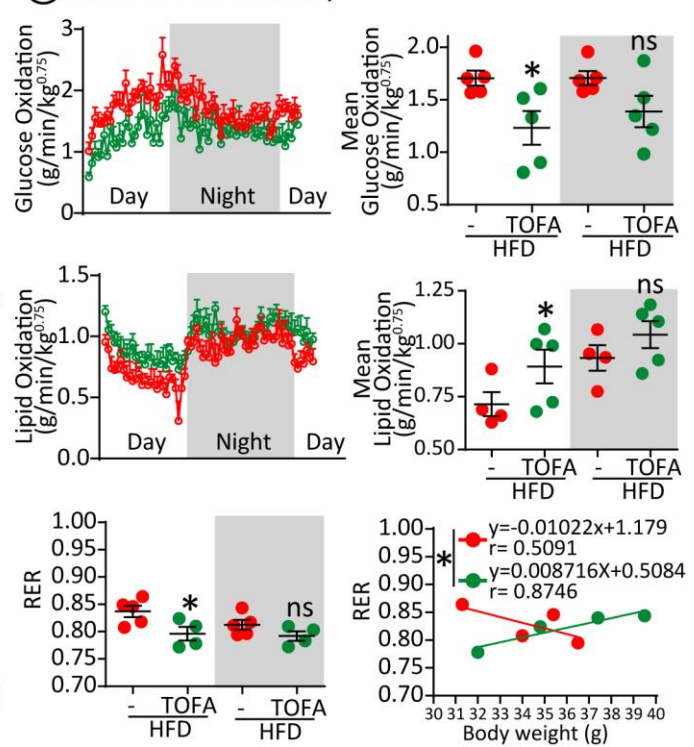 Glucose Oxidation
(g/min/kg0.75)
3
2
1
0
Day
Night
Day
Mean
Glucose Oxidation
(g/min/kg0.75)
2.0
1.5
1.0
0.5
*
ns
- TOFA - TOFA
HFD HFD
Lipid Oxidation
(g/min/kg0.75)
1.5
1.0
0.5
0.0
Day
Night
Day
Mean
Lipid Oxidation
(g/min/kg0.75)
1.25
1.00
0.75
0.50
*
ns
- TOFA - TOFA
HFD HFD
RER
1.00
0.95
0.90
0.85
0.80
0.75
0.70
*
ns
- TOFA - TOFA
HFD HFD
RER
1.00
0.95
0.90
0.85
0.80
0.75
0.70
*
y=-0.01022x+1.179
r= 0.5091
y=0.008716X+0.5084
r= 0.8746
30 31 32 33 34 35 36 37 38 39 40
Body weight (g)